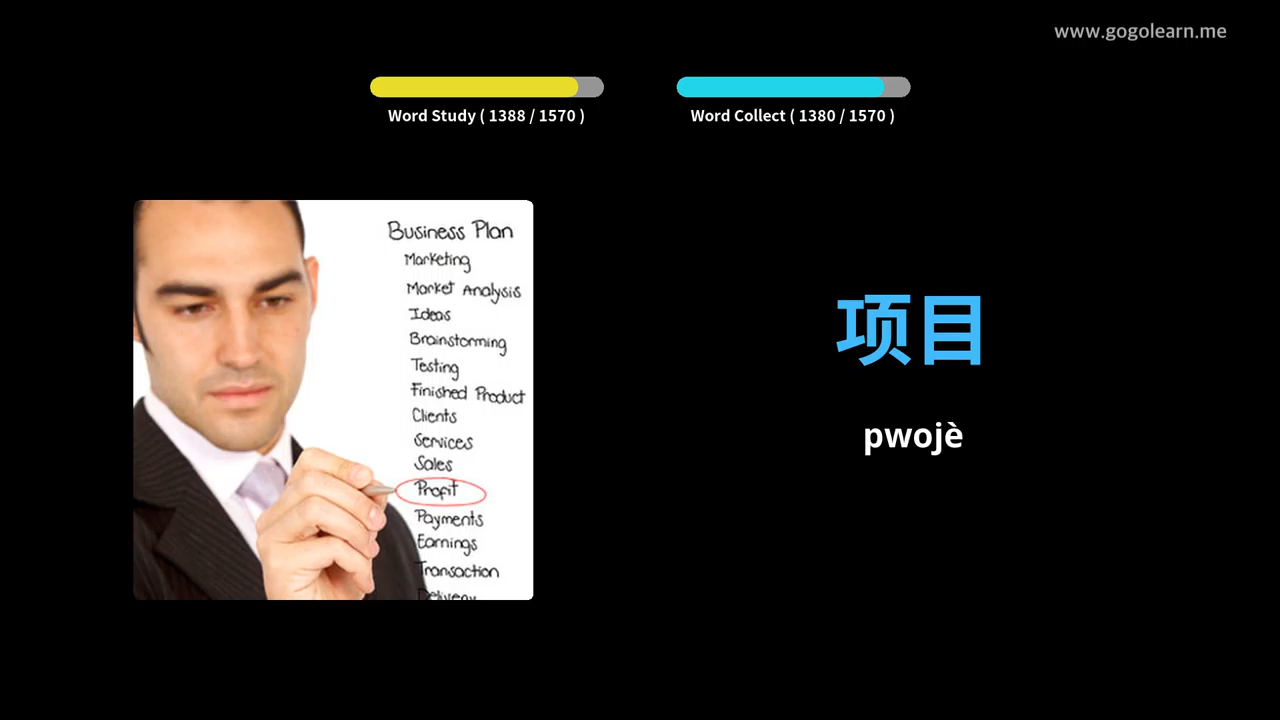 www.gogolearn.me
Word Study ( 1388 / 1570 )
Word Collect ( 1380 / 1570 )
Business Plan
Marketing
Market Analysis
Ideas
Brainstorming
Testing
Finished Product
Clients
Services
Sales
Profit
Payments
Earnings
Transaction
Delivery
项目
pwojè